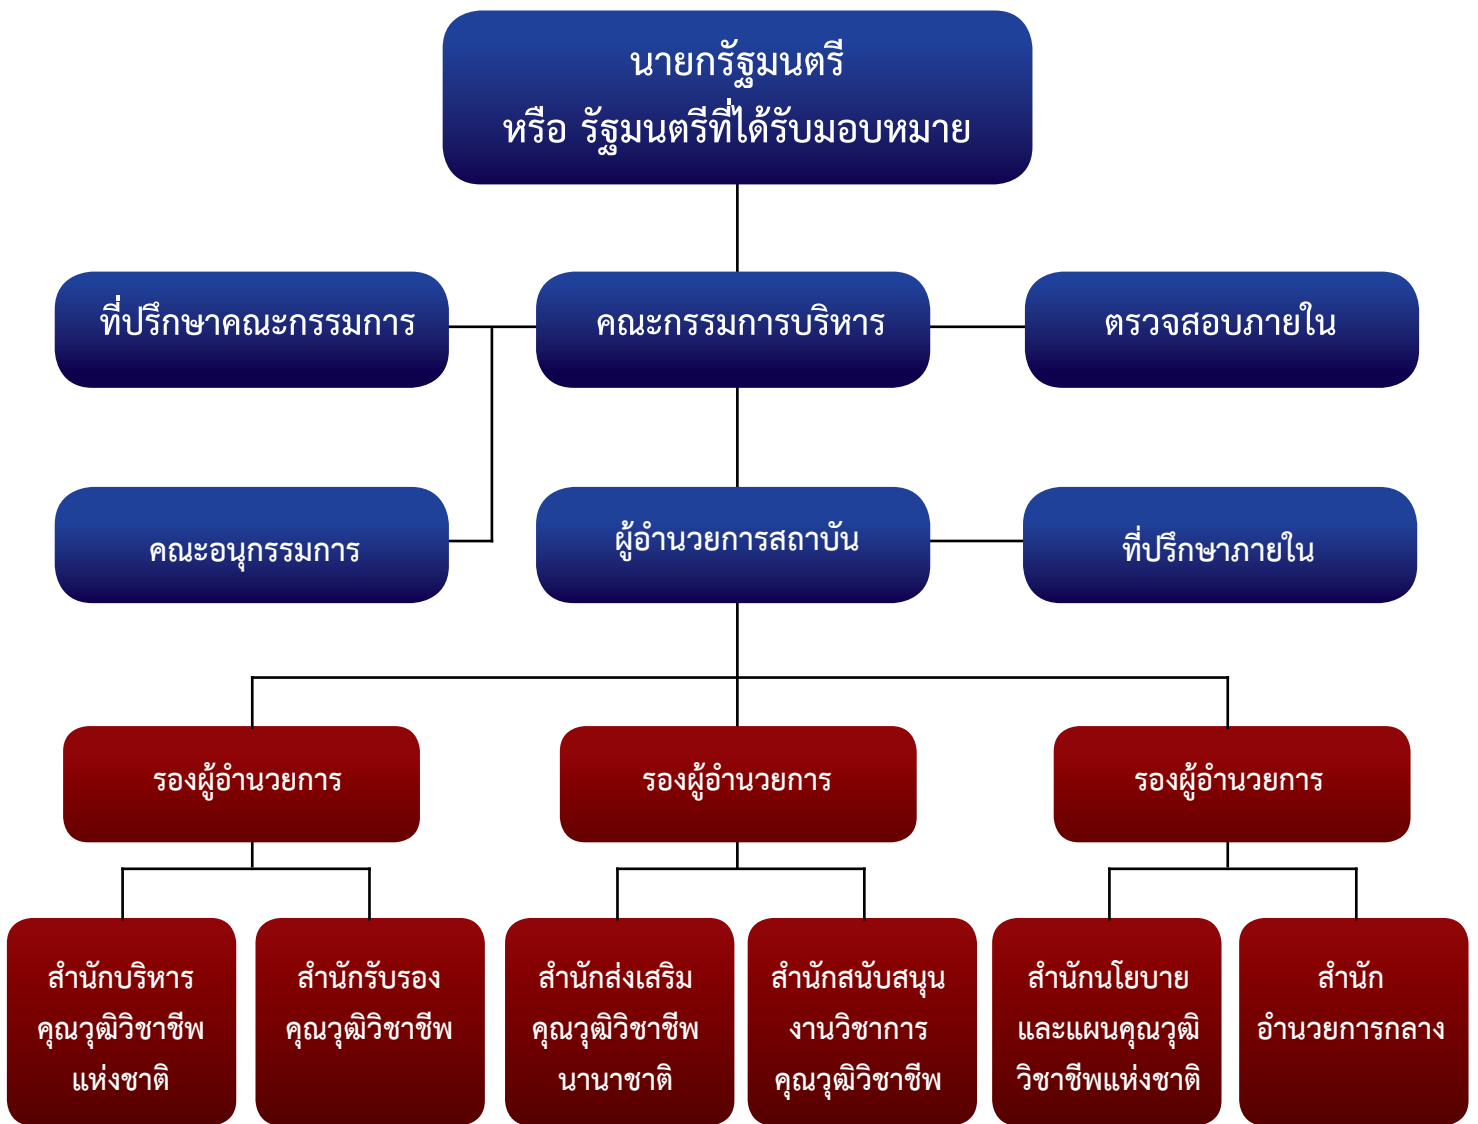 นายกรัฐมนตรี
หรือ รัฐมนตรีที่ได้รับมอบหมาย
ที่ปรึกษาคณะกรรมการ
คณะกรรมการบริหาร
ตรวจสอบภายใน
คณะอนุกรรมการ
ผู้อำนวยการสถาบัน
ที่ปรึกษาภายใน
รองผู้อำนวยการ
รองผู้อำนวยการ
รองผู้อำนวยการ
สำนักบริหาร
คุณวุฒิวิชาชีพ
แห่งชาติ
สำนักรับรอง
คุณวุฒิวิชาชีพ
สำนักส่งเสริม
คุณวุฒิวิชาชีพ
นานาชาติ
สำนักสนับสนุน
งานวิชาการ
คุณวุฒิวิชาชีพ
สำนักนโยบาย
และแผนคุณวุฒิ
วิชาชีพแห่งชาติ
สำนัก
อำนวยการกลาง